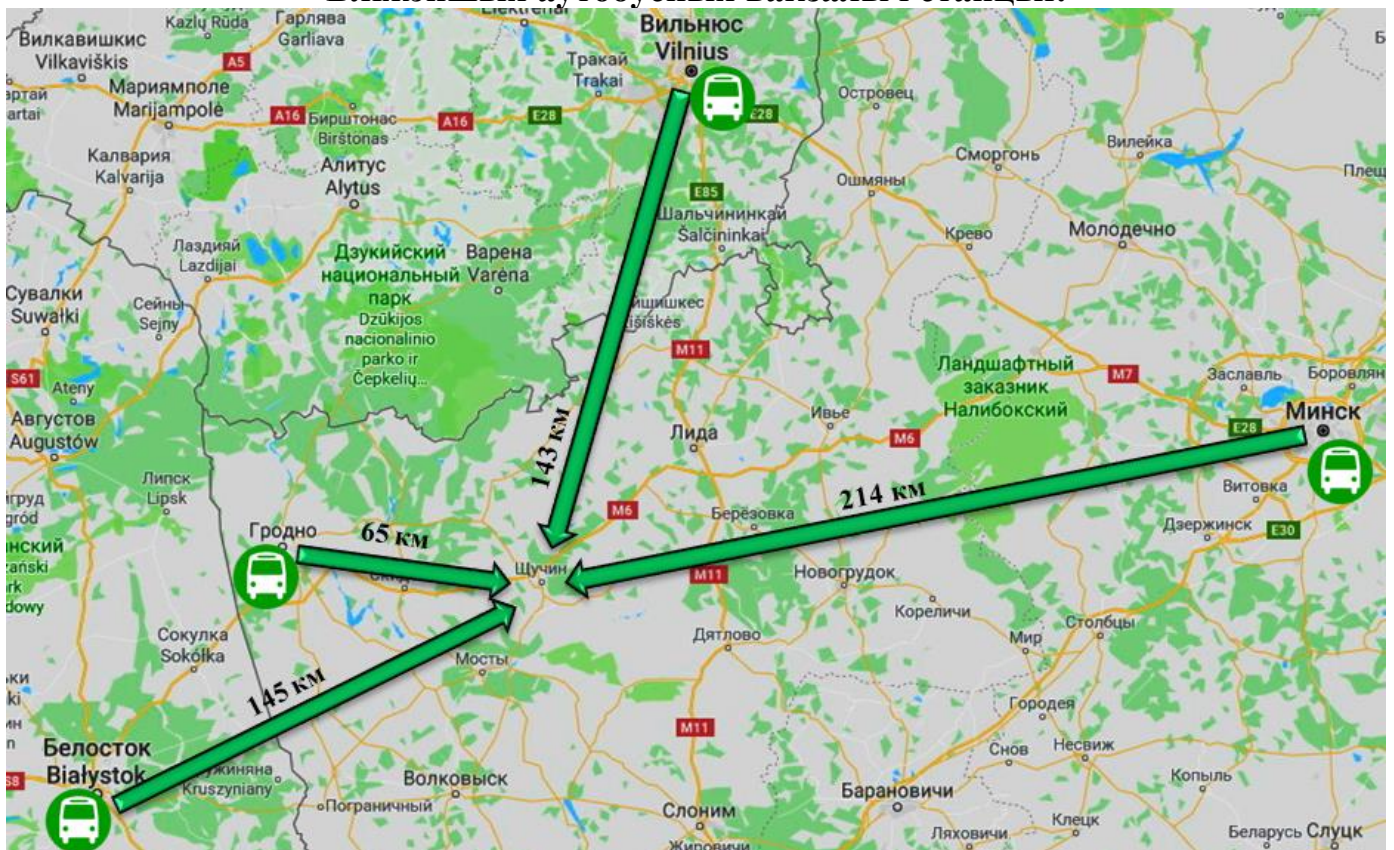 Казлу Руда
Kazlų Rūda
Гарлява
Garliava
Вильнюс
Vilnius
Вилкавишкис
Vilkaviškis
A5
Тракай
Trakai
Мариямполе
Marijampolė
A16
Бирштонас
Birštonas
A16
E28
E28
Островец
Калвария
Kalvarija
Алитус
Alytus
Сморгонь
Вилейка
E85
Ошмяны
Шальчининкай
Šalčininkai
Крево
Молодечно
Лаздияй
Lazdijai
Дзукийский
национальный
парк
Dzūkijos
nacionalinio
parko ir
Čepkelių...
Варена
Varėna
Сувалки
Suwałki
Сейны
Sejny
M11
Ландшафтный
заказник
Налибокский
M7
Заславль
S61
Ateny
Августов
Augustów
Ивье
M6
Минск
E28
Лида
143 км
Липск
Lipsk
214 км
Витовка
M6
Берёзовка
Дзержинск
E30
Гродно
65 км
Щучин
M11
Новогрудок
Кореличи
Столбцы
Сокулка
Sokółka
Дятлово
Мир
Мосты
145 км
Городея
M11
Снов
Несвиж
Белосток
Białystok
S8
Kruszyniany
Волковыск
Копыль
Барановичи
Пограничный
Слоним
Клецк
Ляховичи
Беларусь
Слуцк